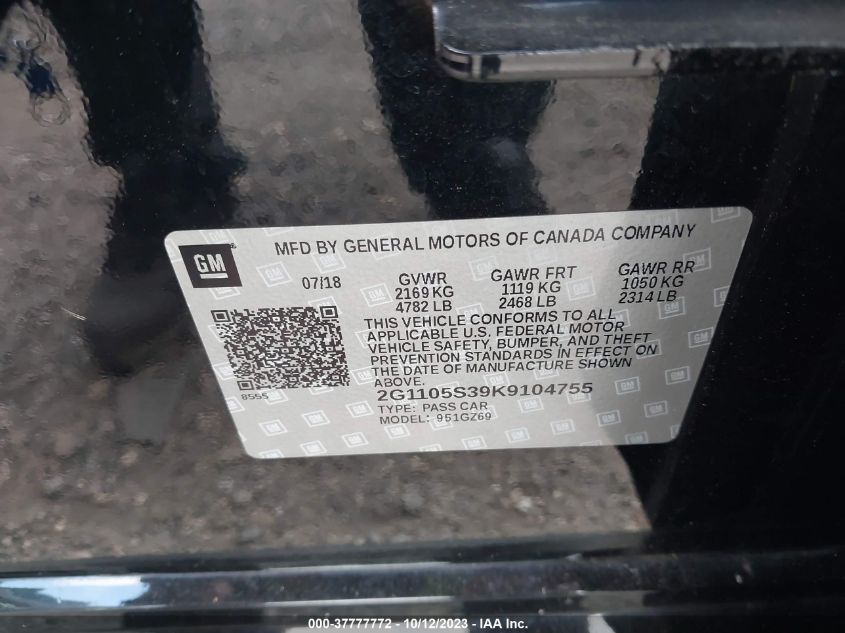 GM
MFD BY GENERAL MOTORS OF CANADA COMPANY
07/18 GVWR GAWR FRT GAWR RR
2169 KG 1119 KG 1050 KG
4782 LB 2468 LB 2314 LB
THIS VEHICLE CONFORMS TO ALL
APPLICABLE U.S. FEDERAL MOTOR
VEHICLE SAFETY, BUMPER, AND THEFT
PREVENTION STANDARDS IN EFFECT ON
THE DATE OF MANUFACTURE SHOWN
ABOVE.
8555
2G1105S39K9104755
TYPE: PASS CAR
MODEL: 951GZ69
000-37777772 - 10/12/2023 - IAA Inc.